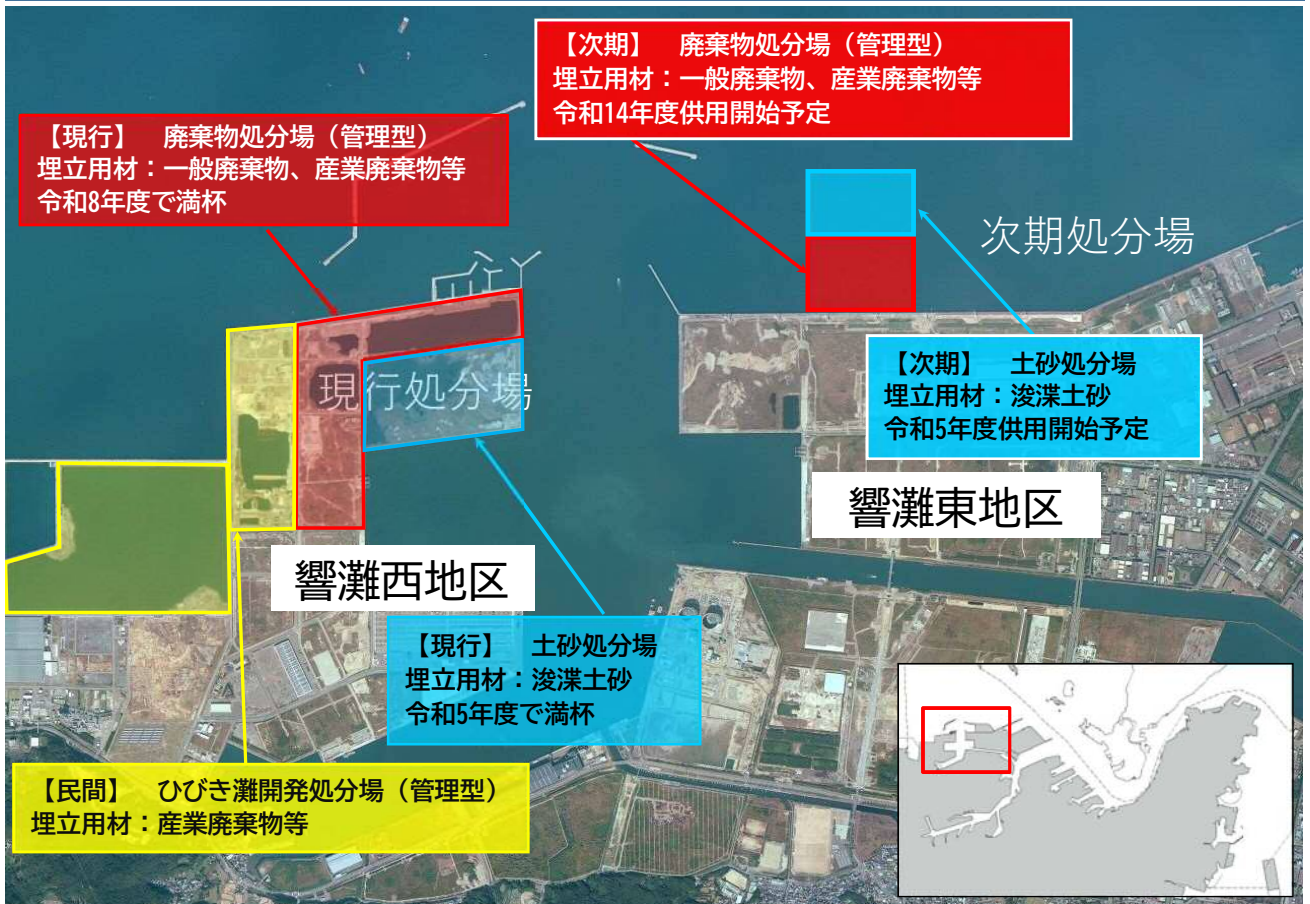 【次期】 廃棄物処分場（管理型）
埋立用材：一般廃棄物、産業廃棄物等
令和14年度供用開始予定
【現行】 廃棄物処分場（管理型）
埋立用材：一般廃棄物、産業廃棄物等
令和8年度で満杯
次期処分場
【次期】 土砂処分場
埋立用材：浚渫土砂
令和5年度供用開始予定
現行処分場
響灘東地区
響灘西地区
【現行】 土砂処分場
埋立用材：浚渫土砂
令和5年度で満杯
【民間】 ひびき灘開発処分場（管理型）
埋立用材：産業廃棄物等